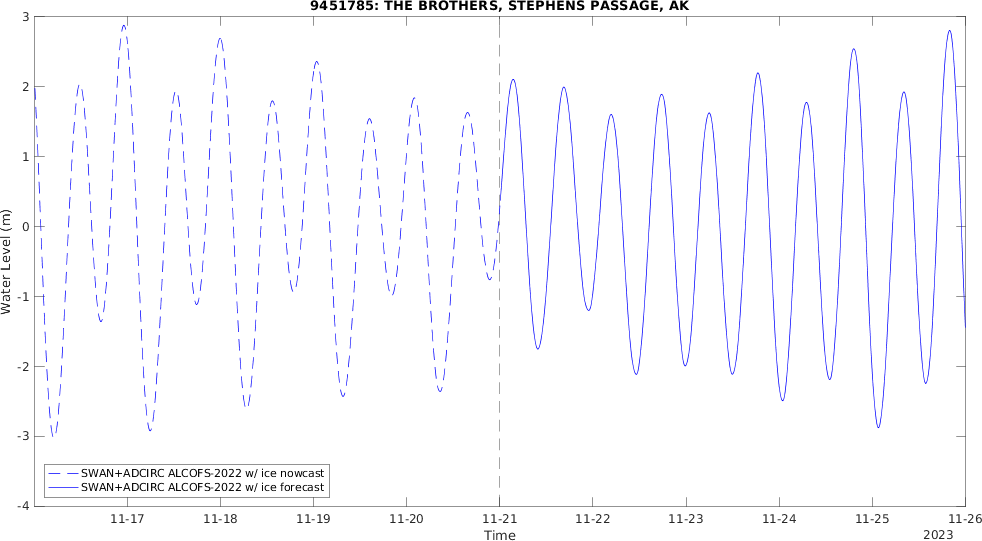 9451785: THE BROTHERS, STEPHENS PASSAGE, AK
3
2
1
0
-1
-2
-3
-4
Water Level (m)
SWAN+ADCIRC ALCOFS-2022 w/ ice nowcast
SWAN+ADCIRC ALCOFS-2022 w/ ice forecast
11-17 11-18 11-19 11-20 11-21 11-22 11-23 11-24 11-25 11-26
Time
2023